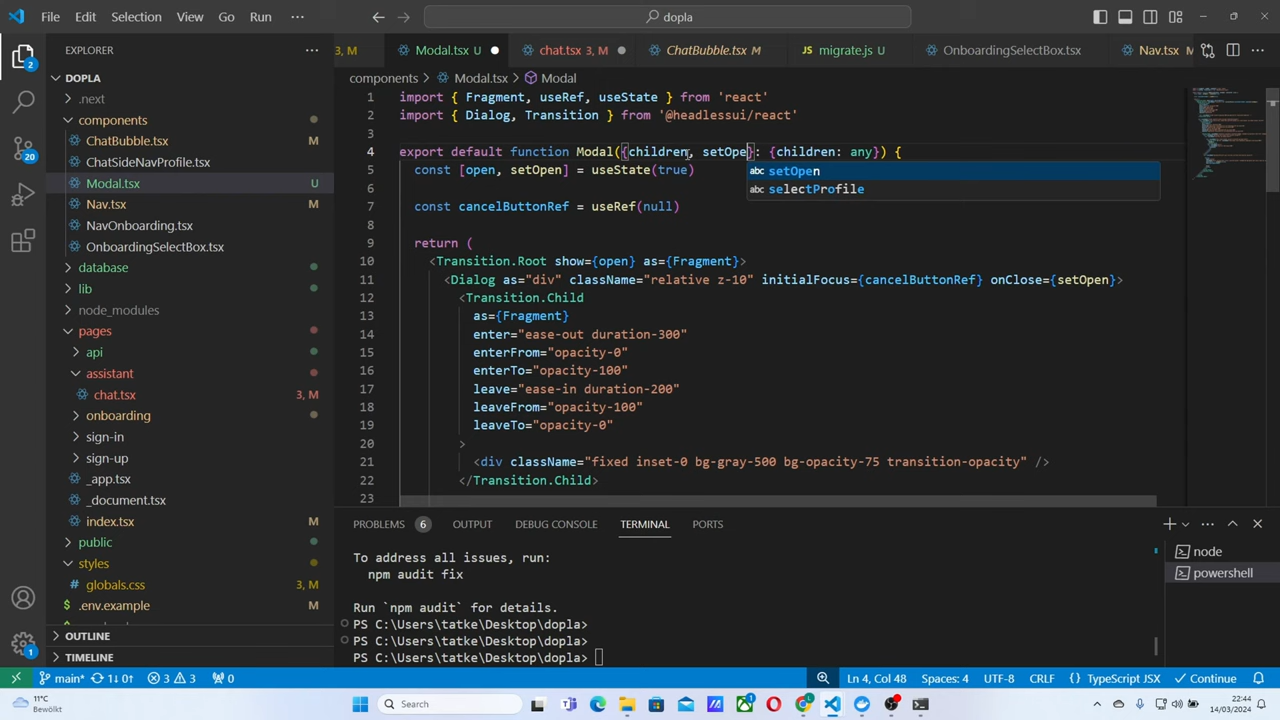 File Edit Selection View Go Run ··· dopla
EXPLORER ···
3, M Modal.tsx U chat.tsx 3, M ChatBubble.tsx M migrate.js U OnboardingSelectBox.tsx Nav.tsx M ···
components > Modal.tsx > Modal
DOPLA
.next
components
ChatBubble.tsx M
ChatSideNavProfile.tsx
Modal.tsx U
Nav.tsx M
NavOnboarding.tsx
OnboardingSelectBox.tsx
database
lib
node_modules
pages
api
assistant
chat.tsx 3, M
onboarding
sign-in
sign-up
_app.tsx
_document.tsx
index.tsx M
public
styles
globals.css 3, M
.env.example M
OUTLINE
TIMELINE
2
20
1
1 import { Fragment, useRef, useState } from 'react'
2 import { Dialog, Transition } from '@headlessui/react'
3
4 export default function Modal({children, setOpe}: {children: any}) {
5 const [open, setOpen] = useState(true)
6
7 const cancelButtonRef = useRef(null)
8
9 return (
10 <Transition.Root show={open} as={Fragment}>
11 <Dialog as="div" className="relative z-10" initialFocus={cancelButtonRef} onClose={setOpen}>
12 <Transition.Child
13 as={Fragment}
14 enter="ease-out duration-300"
15 enterFrom="opacity-0"
16 enterTo="opacity-100"
17 leave="ease-in duration-200"
18 leaveFrom="opacity-100"
19 leaveTo="opacity-0"
20 >
21 <div className="fixed inset-0 bg-gray-500 bg-opacity-75 transition-opacity" />
22 </Transition.Child>
23
abc setOpen
abc selectProfile
PROBLEMS 6 OUTPUT DEBUG CONSOLE TERMINAL PORTS ···
To address all issues, run:
npm audit fix
Run `npm audit` for details.
PS C:\Users\tatke\Desktop\dopla>
PS C:\Users\tatke\Desktop\dopla>
PS C:\Users\tatke\Desktop\dopla>
node
powershell
main* 1↓ 0↑ 3 3 0 Ln 4, Col 48 Spaces: 4 UTF-8 CRLF {} TypeScript JSX Continue
11°C
Bewölkt
Search
22:44
14/03/2024